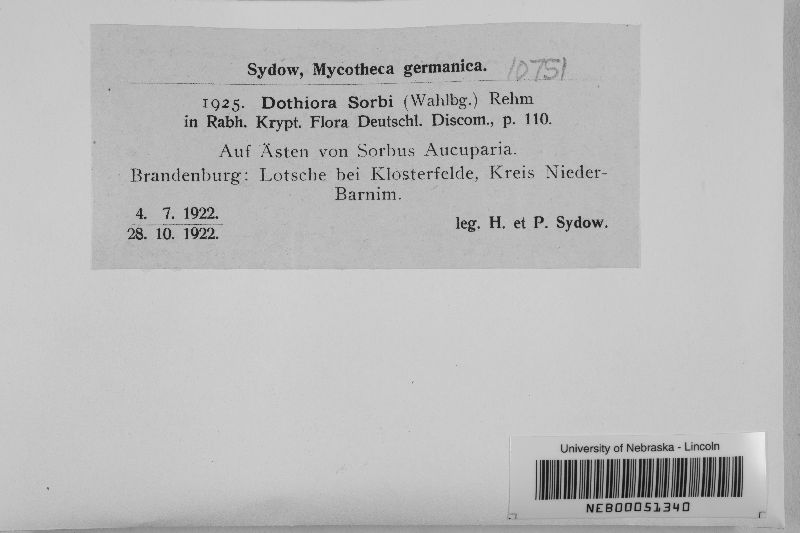 Sydow, Mycotheca germanica. 10751
1925. Dothiora Sorbi (Wahlbg.) Rehm
in Rabh. Krypt. Flora Deutschl. Discom., p. 110.
Auf Ästen von Sorbus Aucuparia.
Brandenburg: Lotsche bei Klosterfelde, Kreis Nieder-
Barnim.
4. 7. 1922.
28. 10. 1922.
leg. H. et P. Sydow.
University of Nebraska - Lincoln
NEB00051340